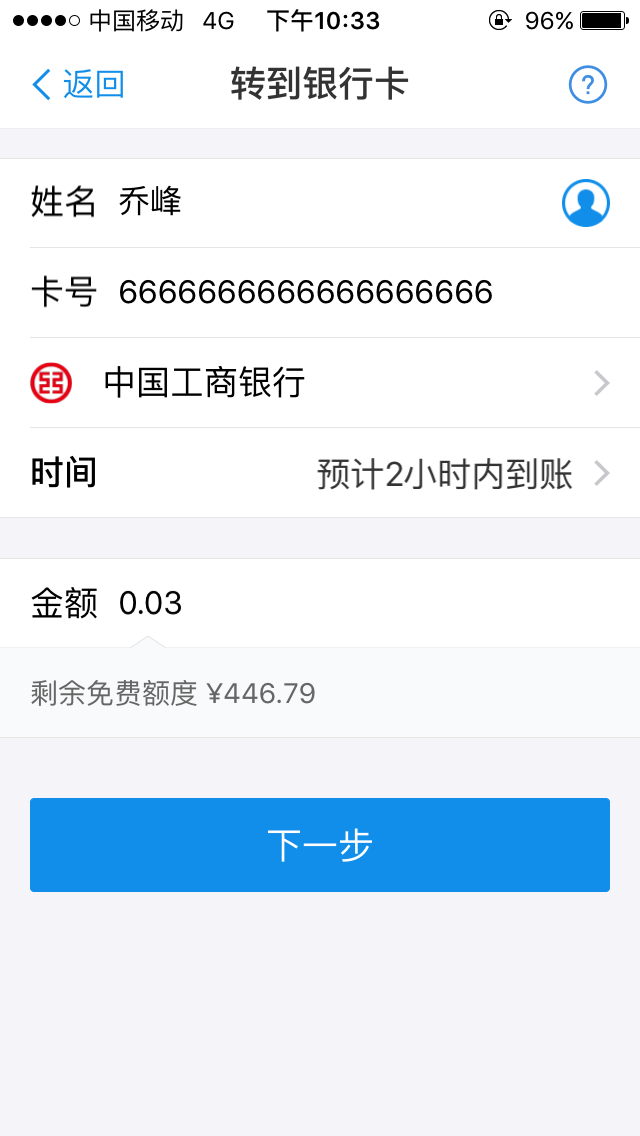 中国移动 4G 下午10:33 96%
返回 转到银行卡 ?
姓名 乔峰
卡号 6666666666666666666
中国工商银行
时间 预计2小时内到账
金额 0.03
剩余免费额度 ¥446.79
下一步